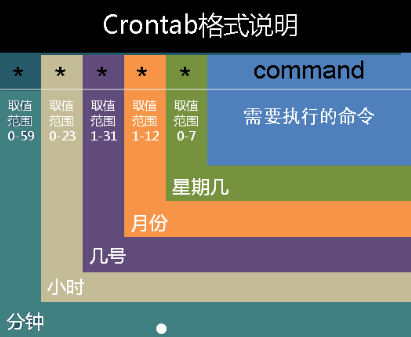 Crontab格式说明
* * * * * command
取值 取值 取值 取值 取值
范围 范围 范围 范围 范围 需要执行的命令
0-59 0-23 1-31 1-12 0-7
星期几
月份
几号
小时
分钟